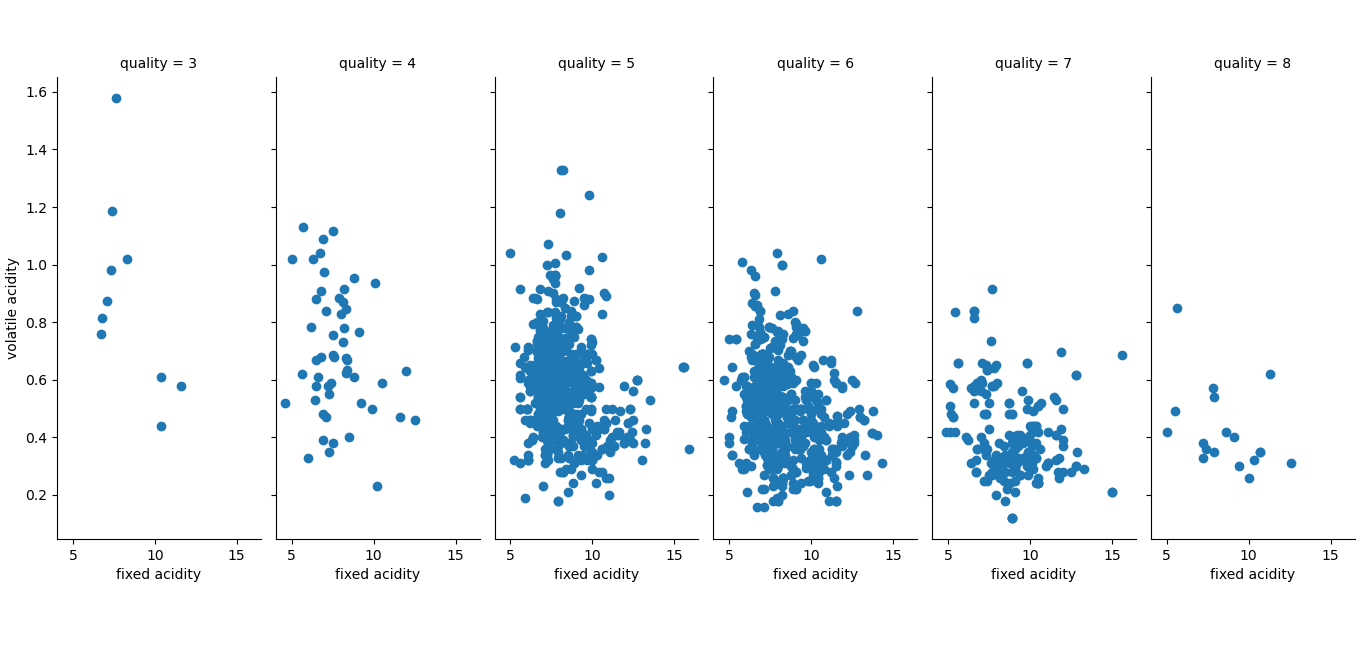 quality = 3 quality = 4 quality = 5 quality = 6 quality = 7 quality = 8
volatile acidity
1.6
1.4
1.2
1.0
0.8
0.6
0.4
0.2
5 10 15 5 10 15 5 10 15 5 10 15 5 10 15 5 10 15
fixed acidity fixed acidity fixed acidity fixed acidity fixed acidity fixed acidity